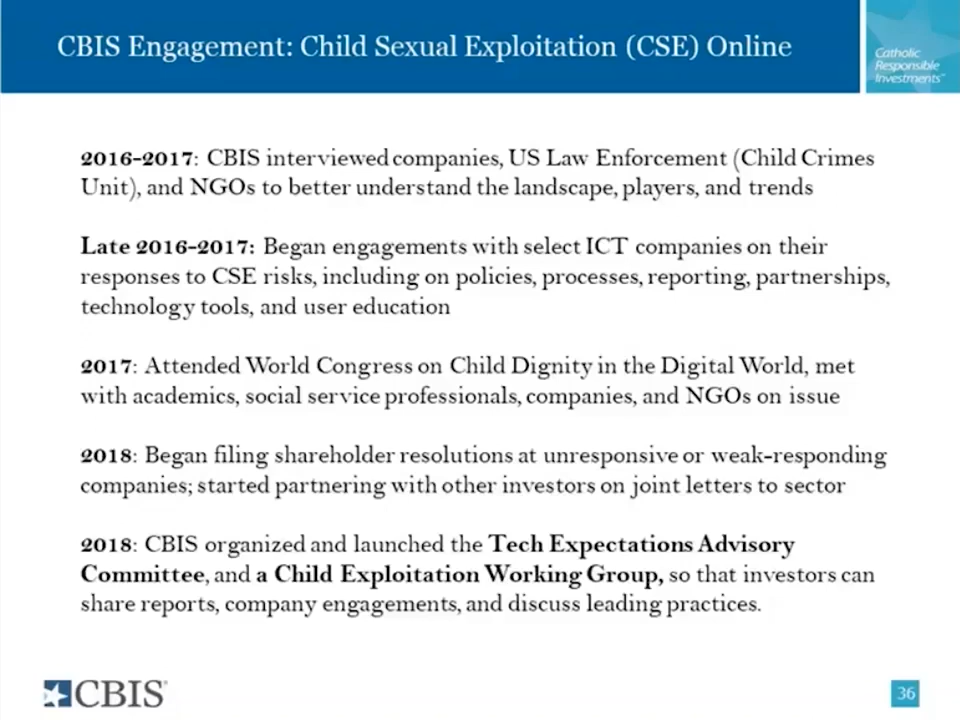 CBIS Engagement: Child Sexual Exploitation (CSE) Online
Catholic
Responsible
Investments℠
2016-2017: CBIS interviewed companies, US Law Enforcement (Child Crimes
Unit), and NGOs to better understand the landscape, players, and trends
Late 2016-2017: Began engagements with select ICT companies on their
responses to CSE risks, including on policies, processes, reporting, partnerships,
technology tools, and user education
2017: Attended World Congress on Child Dignity in the Digital World, met
with academics, social service professionals, companies, and NGOs on issue
2018: Began filing shareholder resolutions at unresponsive or weak-responding
companies; started partnering with other investors on joint letters to sector
2018: CBIS organized and launched the Tech Expectations Advisory
Committee, and a Child Exploitation Working Group, so that investors can
share reports, company engagements, and discuss leading practices.
CBIS®
36